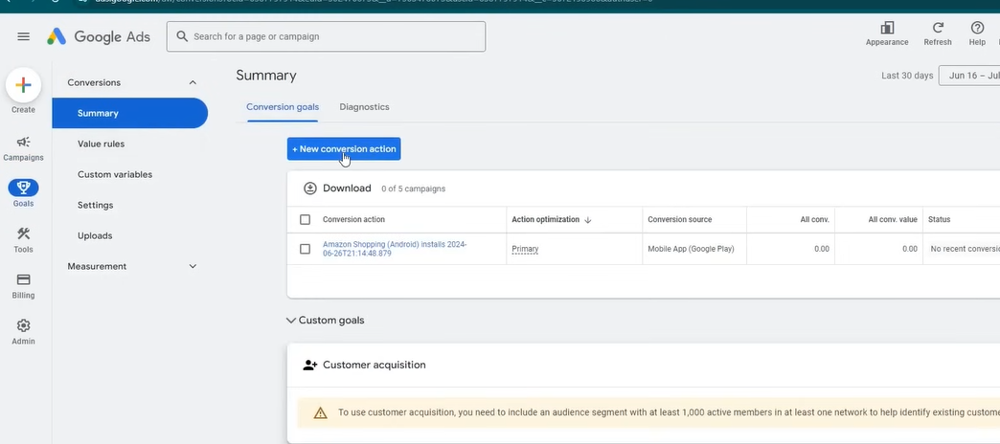 Google Ads
Search for a page or campaign
Appearance
Refresh
Help
Create
Campaigns
Goals
Tools
Billing
Admin
Conversions
Summary
Value rules
Custom variables
Settings
Uploads
Measurement
Summary
Last 30 days
Jun 16 – Jul
Conversion goals
Diagnostics
+ New conversion action
Download
0 of 5 campaigns
Conversion action
Action optimization
Conversion source
All conv.
All conv. value
Status
Amazon Shopping (Android) installs 2024-
06-26T21:14:48.879
Primary
Mobile App (Google Play)
0.00
0.00
No recent conversio
Custom goals
Customer acquisition
To use customer acquisition, you need to include an audience segment with at least 1,000 active members in at least one network to help identify existing custome